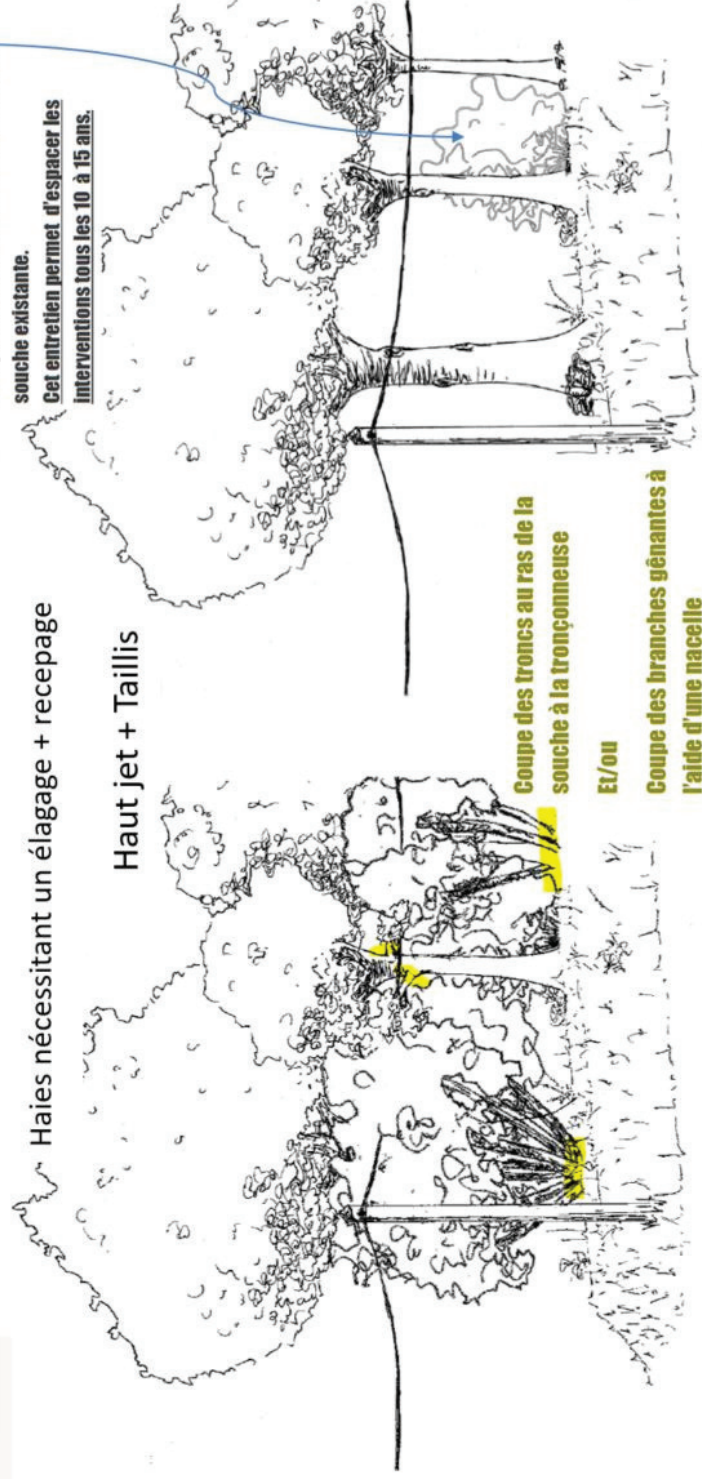 Haies nécessitant un élagage + recepage
Haut jet + Taillis
souche existante.
Cet entretien permet d'espacer les
interventions tous les 10 à 15 ans.
Coupe des troncs au ras de la
souche à la tronçonneuse
Et/ou
Coupe des branches gênantes à
l'aide d'une nacelle